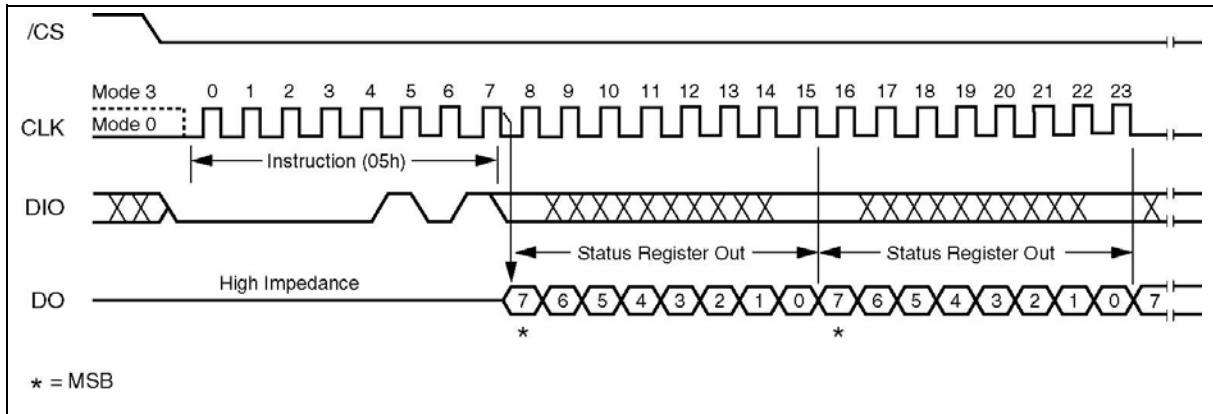 /CS
Mode 3 0 1 2 3 4 5 6 7 8 9 10 11 12 13 14 15 16 17 18 19 20 21 22 23
CLK Mode 0
Instruction (05h)
DIO
Status Register Out Status Register Out
High Impedance
DO 7 6 5 4 3 2 1 0 7 6 5 4 3 2 1 0 7
* *
* = MSB